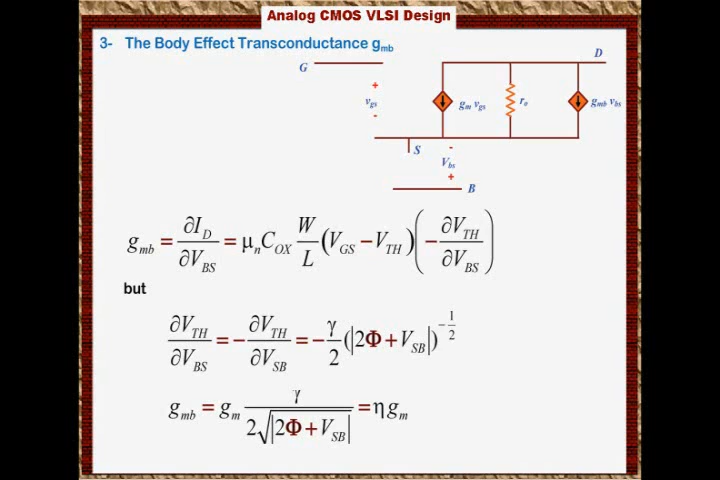 Analog CMOS VLSI Design
3- The Body Effect Transconductance g_mb
G
D
+
v_gs
-
g_m v_gs
r_o
g_mb v_bs
S
-
V_bs
+
B
g_mb = ∂I_D/∂V_BS = μ_n C_OX W/L (V_GS − V_TH)(−∂V_TH/∂V_BS)
but
∂V_TH/∂V_BS = −∂V_TH/∂V_SB = −γ/2 (|2Φ + V_SB|)^(−1/2)
g_mb = g_m γ/(2√|2Φ + V_SB|) = η g_m